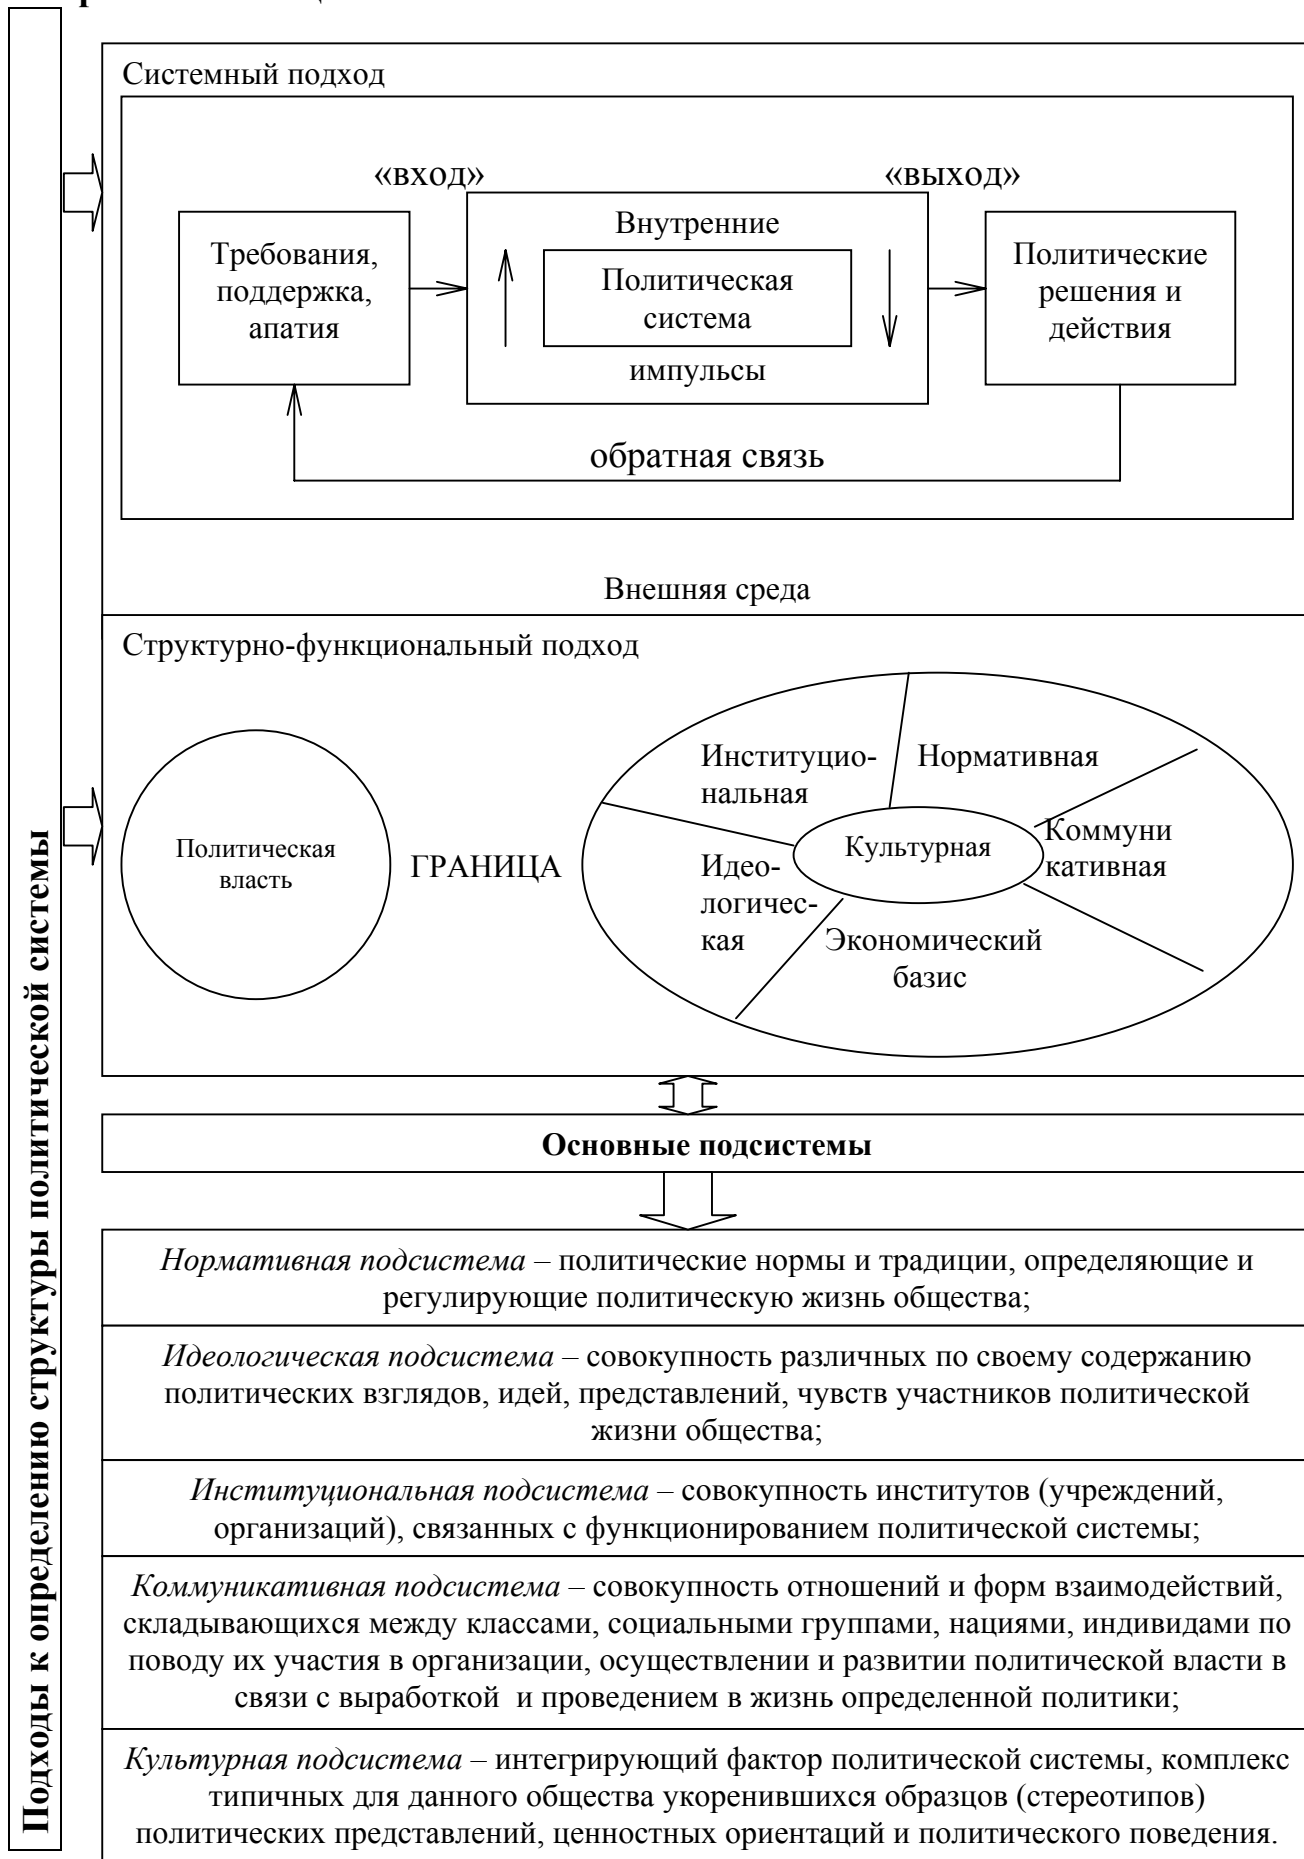 Подходы к определению структуры политической системы
Системный подход
«вход»
«выход»
Требования,
поддержка,
апатия
Внутренние
Политическая
система
импульсы
Политические
решения и
действия
обратная связь
Внешняя среда
Структурно-функциональный подход
Политическая
власть
ГРАНИЦА
Институцио-
нальная
Нормативная
Культурная
Коммуни
кативная
Идео-
логичес-
кая
Экономический
базис
Основные подсистемы
Нормативная подсистема – политические нормы и традиции, определяющие и
регулирующие политическую жизнь общества;
Идеологическая подсистема – совокупность различных по своему содержанию
политических взглядов, идей, представлений, чувств участников политической
жизни общества;
Институциональная подсистема – совокупность институтов (учреждений,
организаций), связанных с функционированием политической системы;
Коммуникативная подсистема – совокупность отношений и форм взаимодействий,
складывающихся между классами, социальными группами, нациями, индивидами по
поводу их участия в организации, осуществлении и развитии политической власти в
связи с выработкой  и проведением в жизнь определенной политики;
Культурная подсистема – интегрирующий фактор политической системы, комплекс
типичных для данного общества укоренившихся образцов (стереотипов)
политических представлений, ценностных ориентаций и политического поведения.